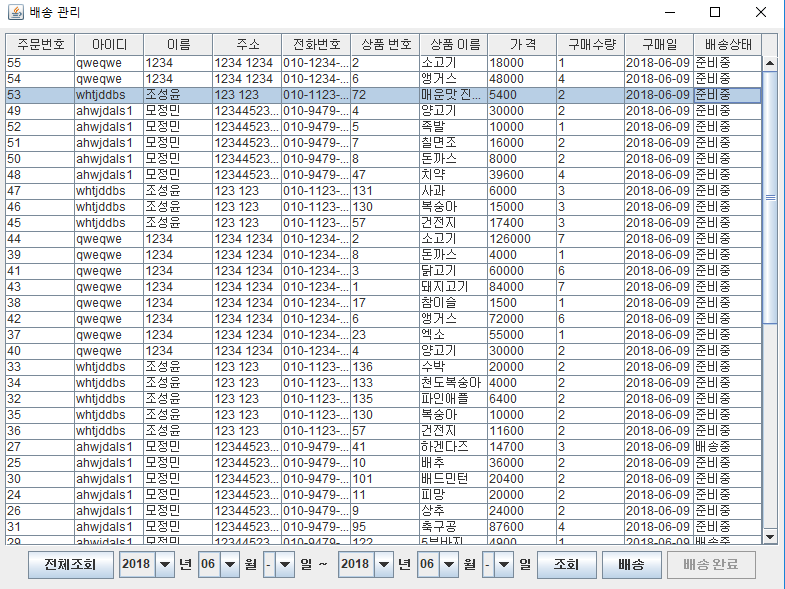 배송 관리
주문번호 아이디 이름 주소 전화번호 상품 번호 상품 이름 가 격 구매수량 구매일 배송상태
55 qweqwe 1234 1234 1234 010-1234-... 2 소고기 18000 1 2018-06-09 준비중
54 qweqwe 1234 1234 1234 010-1234-... 6 앵거스 48000 4 2018-06-09 준비중
53 whtjddbs 조성윤 123 123 010-1123-... 72 매운맛 진... 5400 2 2018-06-09 준비중
49 ahwjdals1 모정민 12344523... 010-9479-... 4 양고기 30000 2 2018-06-09 준비중
52 ahwjdals1 모정민 12344523... 010-9479-... 5 족발 10000 1 2018-06-09 준비중
51 ahwjdals1 모정민 12344523... 010-9479-... 7 칠면조 16000 2 2018-06-09 준비중
50 ahwjdals1 모정민 12344523... 010-9479-... 8 돈까스 8000 2 2018-06-09 준비중
48 ahwjdals1 모정민 12344523... 010-9479-... 47 치약 39600 4 2018-06-09 준비중
47 whtjddbs 조성윤 123 123 010-1123-... 131 사과 6000 3 2018-06-09 준비중
46 whtjddbs 조성윤 123 123 010-1123-... 130 복숭아 15000 3 2018-06-09 준비중
45 whtjddbs 조성윤 123 123 010-1123-... 57 건전지 17400 3 2018-06-09 준비중
44 qweqwe 1234 1234 1234 010-1234-... 2 소고기 126000 7 2018-06-09 준비중
39 qweqwe 1234 1234 1234 010-1234-... 8 돈까스 4000 1 2018-06-09 준비중
41 qweqwe 1234 1234 1234 010-1234-... 3 닭고기 60000 6 2018-06-09 준비중
43 qweqwe 1234 1234 1234 010-1234-... 1 돼지고기 84000 7 2018-06-09 준비중
38 qweqwe 1234 1234 1234 010-1234-... 17 참이슬 1500 1 2018-06-09 준비중
42 qweqwe 1234 1234 1234 010-1234-... 6 앵거스 72000 6 2018-06-09 준비중
37 qweqwe 1234 1234 1234 010-1234-... 23 엑소 55000 1 2018-06-09 준비중
40 qweqwe 1234 1234 1234 010-1234-... 4 양고기 30000 2 2018-06-09 준비중
33 whtjddbs 조성윤 123 123 010-1123-... 136 수박 20000 2 2018-06-09 준비중
34 whtjddbs 조성윤 123 123 010-1123-... 133 천도복숭아 4000 2 2018-06-09 준비중
32 whtjddbs 조성윤 123 123 010-1123-... 135 파인애플 6400 2 2018-06-09 준비중
35 whtjddbs 조성윤 123 123 010-1123-... 130 복숭아 10000 2 2018-06-09 준비중
36 whtjddbs 조성윤 123 123 010-1123-... 57 건전지 11600 2 2018-06-09 준비중
27 ahwjdals1 모정민 12344523... 010-9479-... 41 하겐다즈 14700 3 2018-06-09 배송중
25 ahwjdals1 모정민 12344523... 010-9479-... 10 배추 36000 2 2018-06-09 준비중
30 ahwjdals1 모정민 12344523... 010-9479-... 101 배드민턴 20400 2 2018-06-09 준비중
24 ahwjdals1 모정민 12344523... 010-9479-... 11 피망 20000 2 2018-06-09 준비중
26 ahwjdals1 모정민 12344523... 010-9479-... 9 상추 24000 2 2018-06-09 준비중
31 ahwjdals1 모정민 12344523... 010-9479-... 95 축구공 87600 4 2018-06-09 준비중
29 ahwjdals1 모정민 12344523... 010-9479-... 122 5부바지 4900 1 2018-06-09 배송중
전체조회 2018 년 06 월 - 일 ~ 2018 년 06 월 - 일 조회 배송 배송 완료